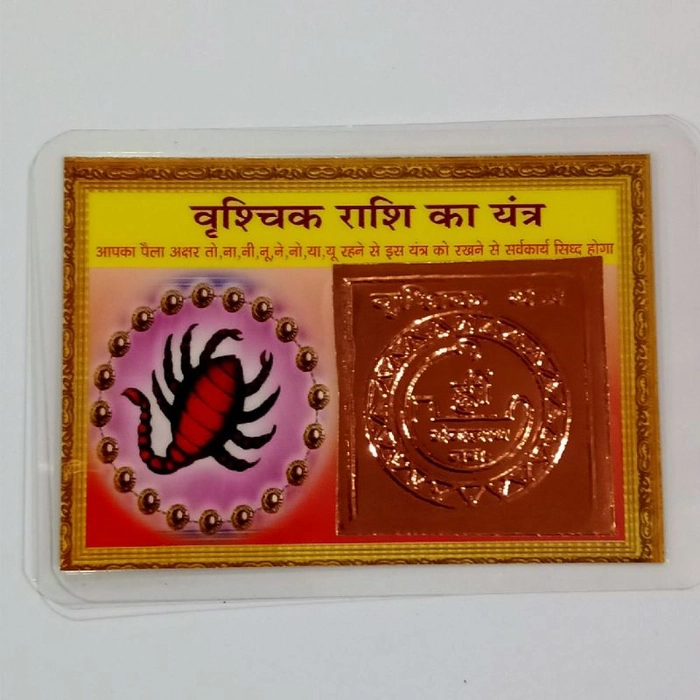 वृश्चिक राशि का यंत्र
आपका पैला अक्षर तो,ना,नी,नू,ने,नो,या,यू रहने से इस यंत्र को रखने से सर्वकार्य सिध्द होगा
वृश्चिक यंत्र